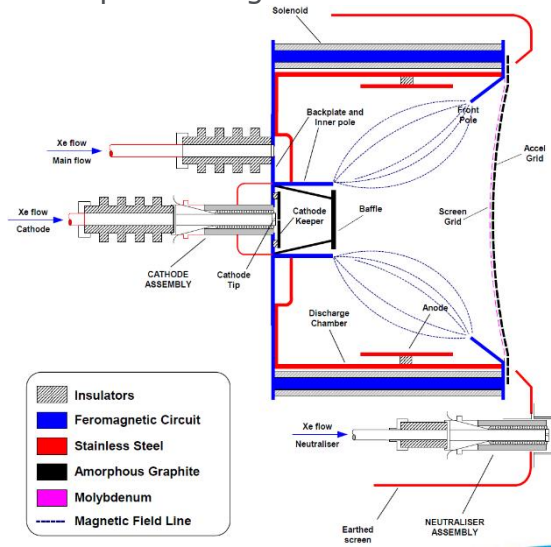 Solenoid
Backplate and
Inner pole
Front
Pole
Xe flow
Main flow
Accel
Grid
Xe flow
Cathode
Cathode
Keeper
Baffle
Screen
Grid
CATHODE
ASSEMBLY
Cathode
Tip
Discharge
Chamber
Anode
Insulators
Feromagnetic Circuit
Stainless Steel
Amorphous Graphite
Molybdenum
Magnetic Field Line
Xe flow
Neutraliser
Earthed
screen
NEUTRALISER
ASSEMBLY